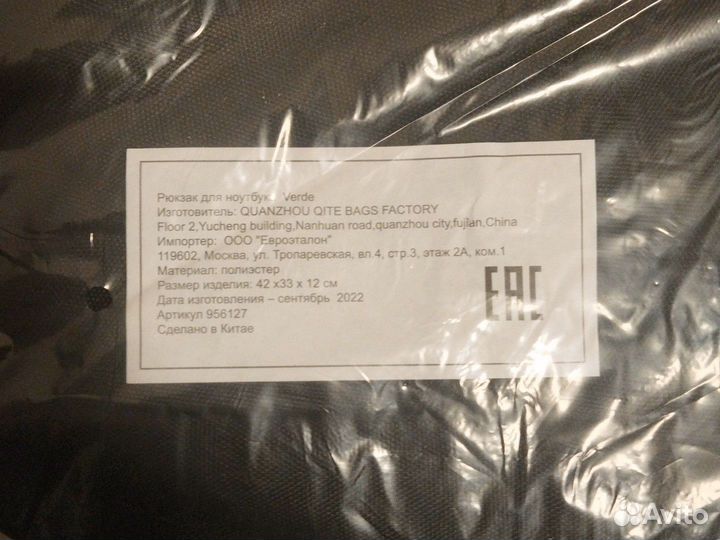 Рюкзак для ноутбука Verde
Изготовитель: QUANZHOU QITE BAGS FACTORY
Floor 2,Yucheng building,Nanhuan road,quanzhou city,fujian,China
Импортер: ООО "Евроэталон"
119602, Москва, ул. Тропаревская, вл.4, стр.3, этаж 2А, ком.1
Материал: полиэстер
Размер изделия: 42 x33 x 12 см
Дата изготовления – сентябрь 2022
Артикул 956127
Сделано в Китае
EAC
Avito